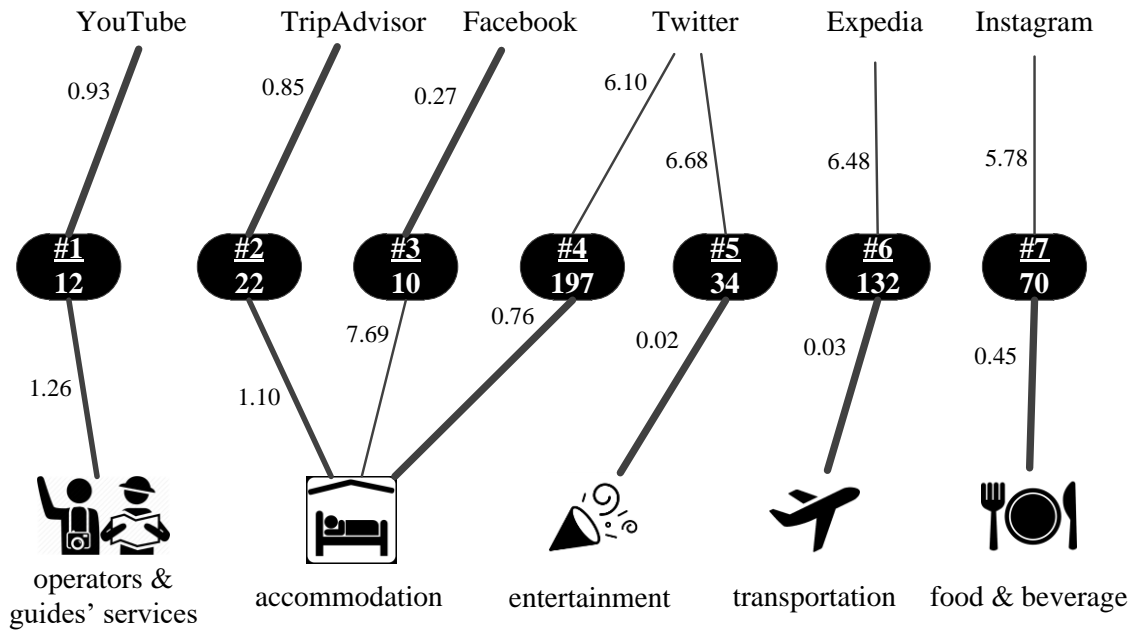 YouTube
TripAdvisor
Facebook
Twitter
Expedia
Instagram
0.93
0.85
0.27
6.10
6.68
6.48
5.78
#1
12
#2
22
#3
10
#4
197
#5
34
#6
132
#7
70
1.26
1.10
7.69
0.76
0.02
0.03
0.45
operators &
guides’ services
accommodation
entertainment
transportation
food & beverage